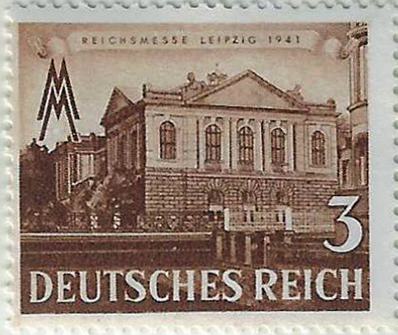 REICHSMESSE LEIPZIG 1941
MM
3
DEUTSCHES REICH